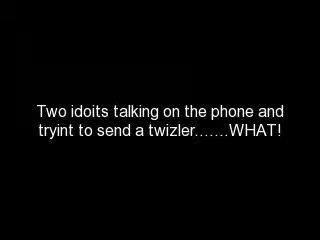 Two idoits talking on the phone and
tryint to send a twizler.......WHAT!